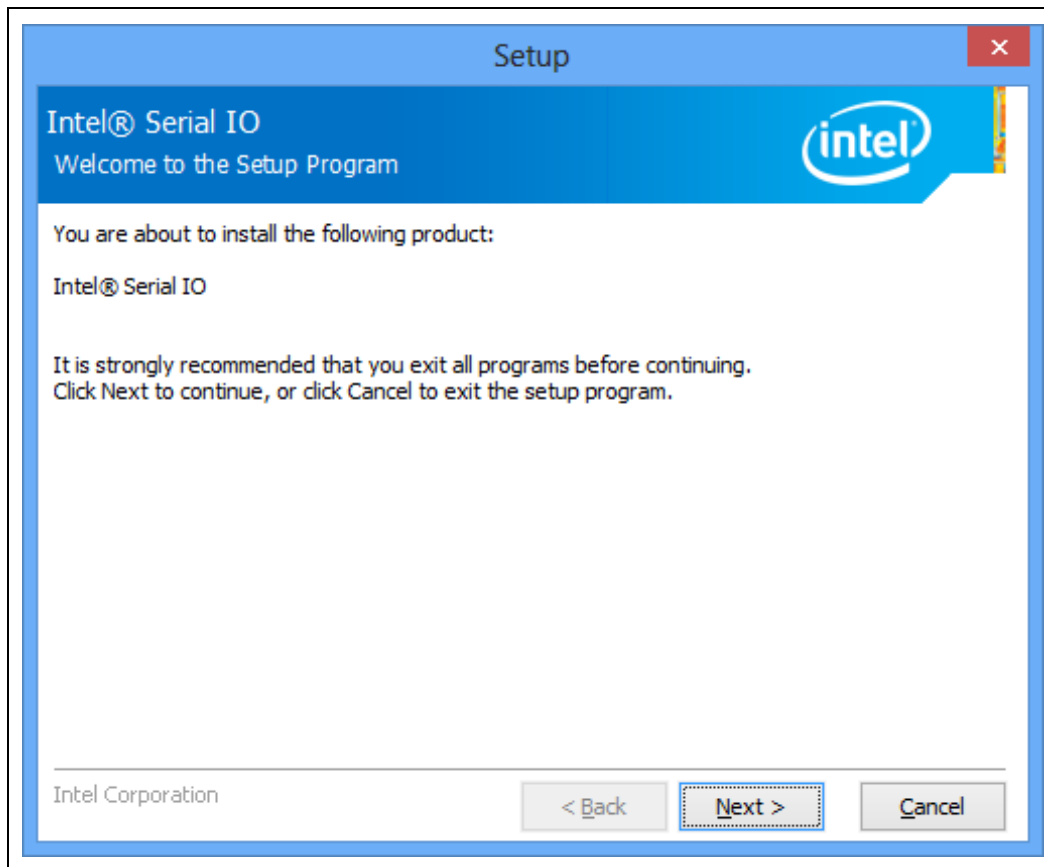 Setup
Intel® Serial IO
Welcome to the Setup Program
intel
You are about to install the following product:
Intel® Serial IO
It is strongly recommended that you exit all programs before continuing.
Click Next to continue, or click Cancel to exit the setup program.
Intel Corporation
< Back Next > Cancel